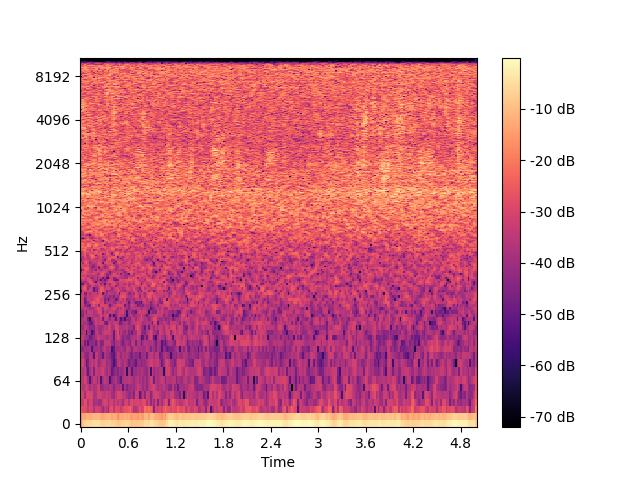 8192
4096
2048
1024
512
256
128
64
0
Hz
0 0.6 1.2 1.8 2.4 3 3.6 4.2 4.8
Time
-10 dB
-20 dB
-30 dB
-40 dB
-50 dB
-60 dB
-70 dB